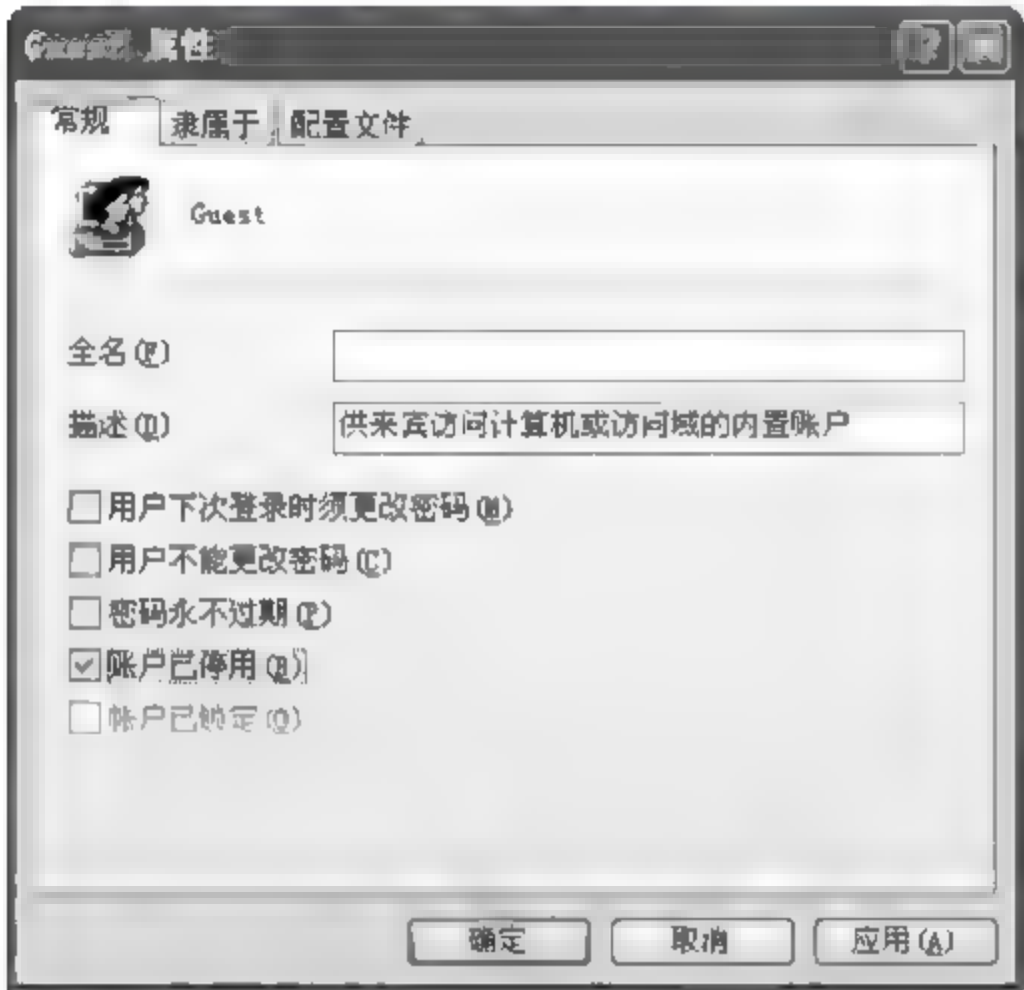 属性
常规 隶属于 配置文件
Guest
全名(F)
描述(D) 供来宾访问计算机或访问域的内置账户
用户下次登录时须更改密码(M)
用户不能更改密码(C)
密码永不过期(P)
账户已停用(B)
帐户已锁定(O)
确定 取消 应用(A)